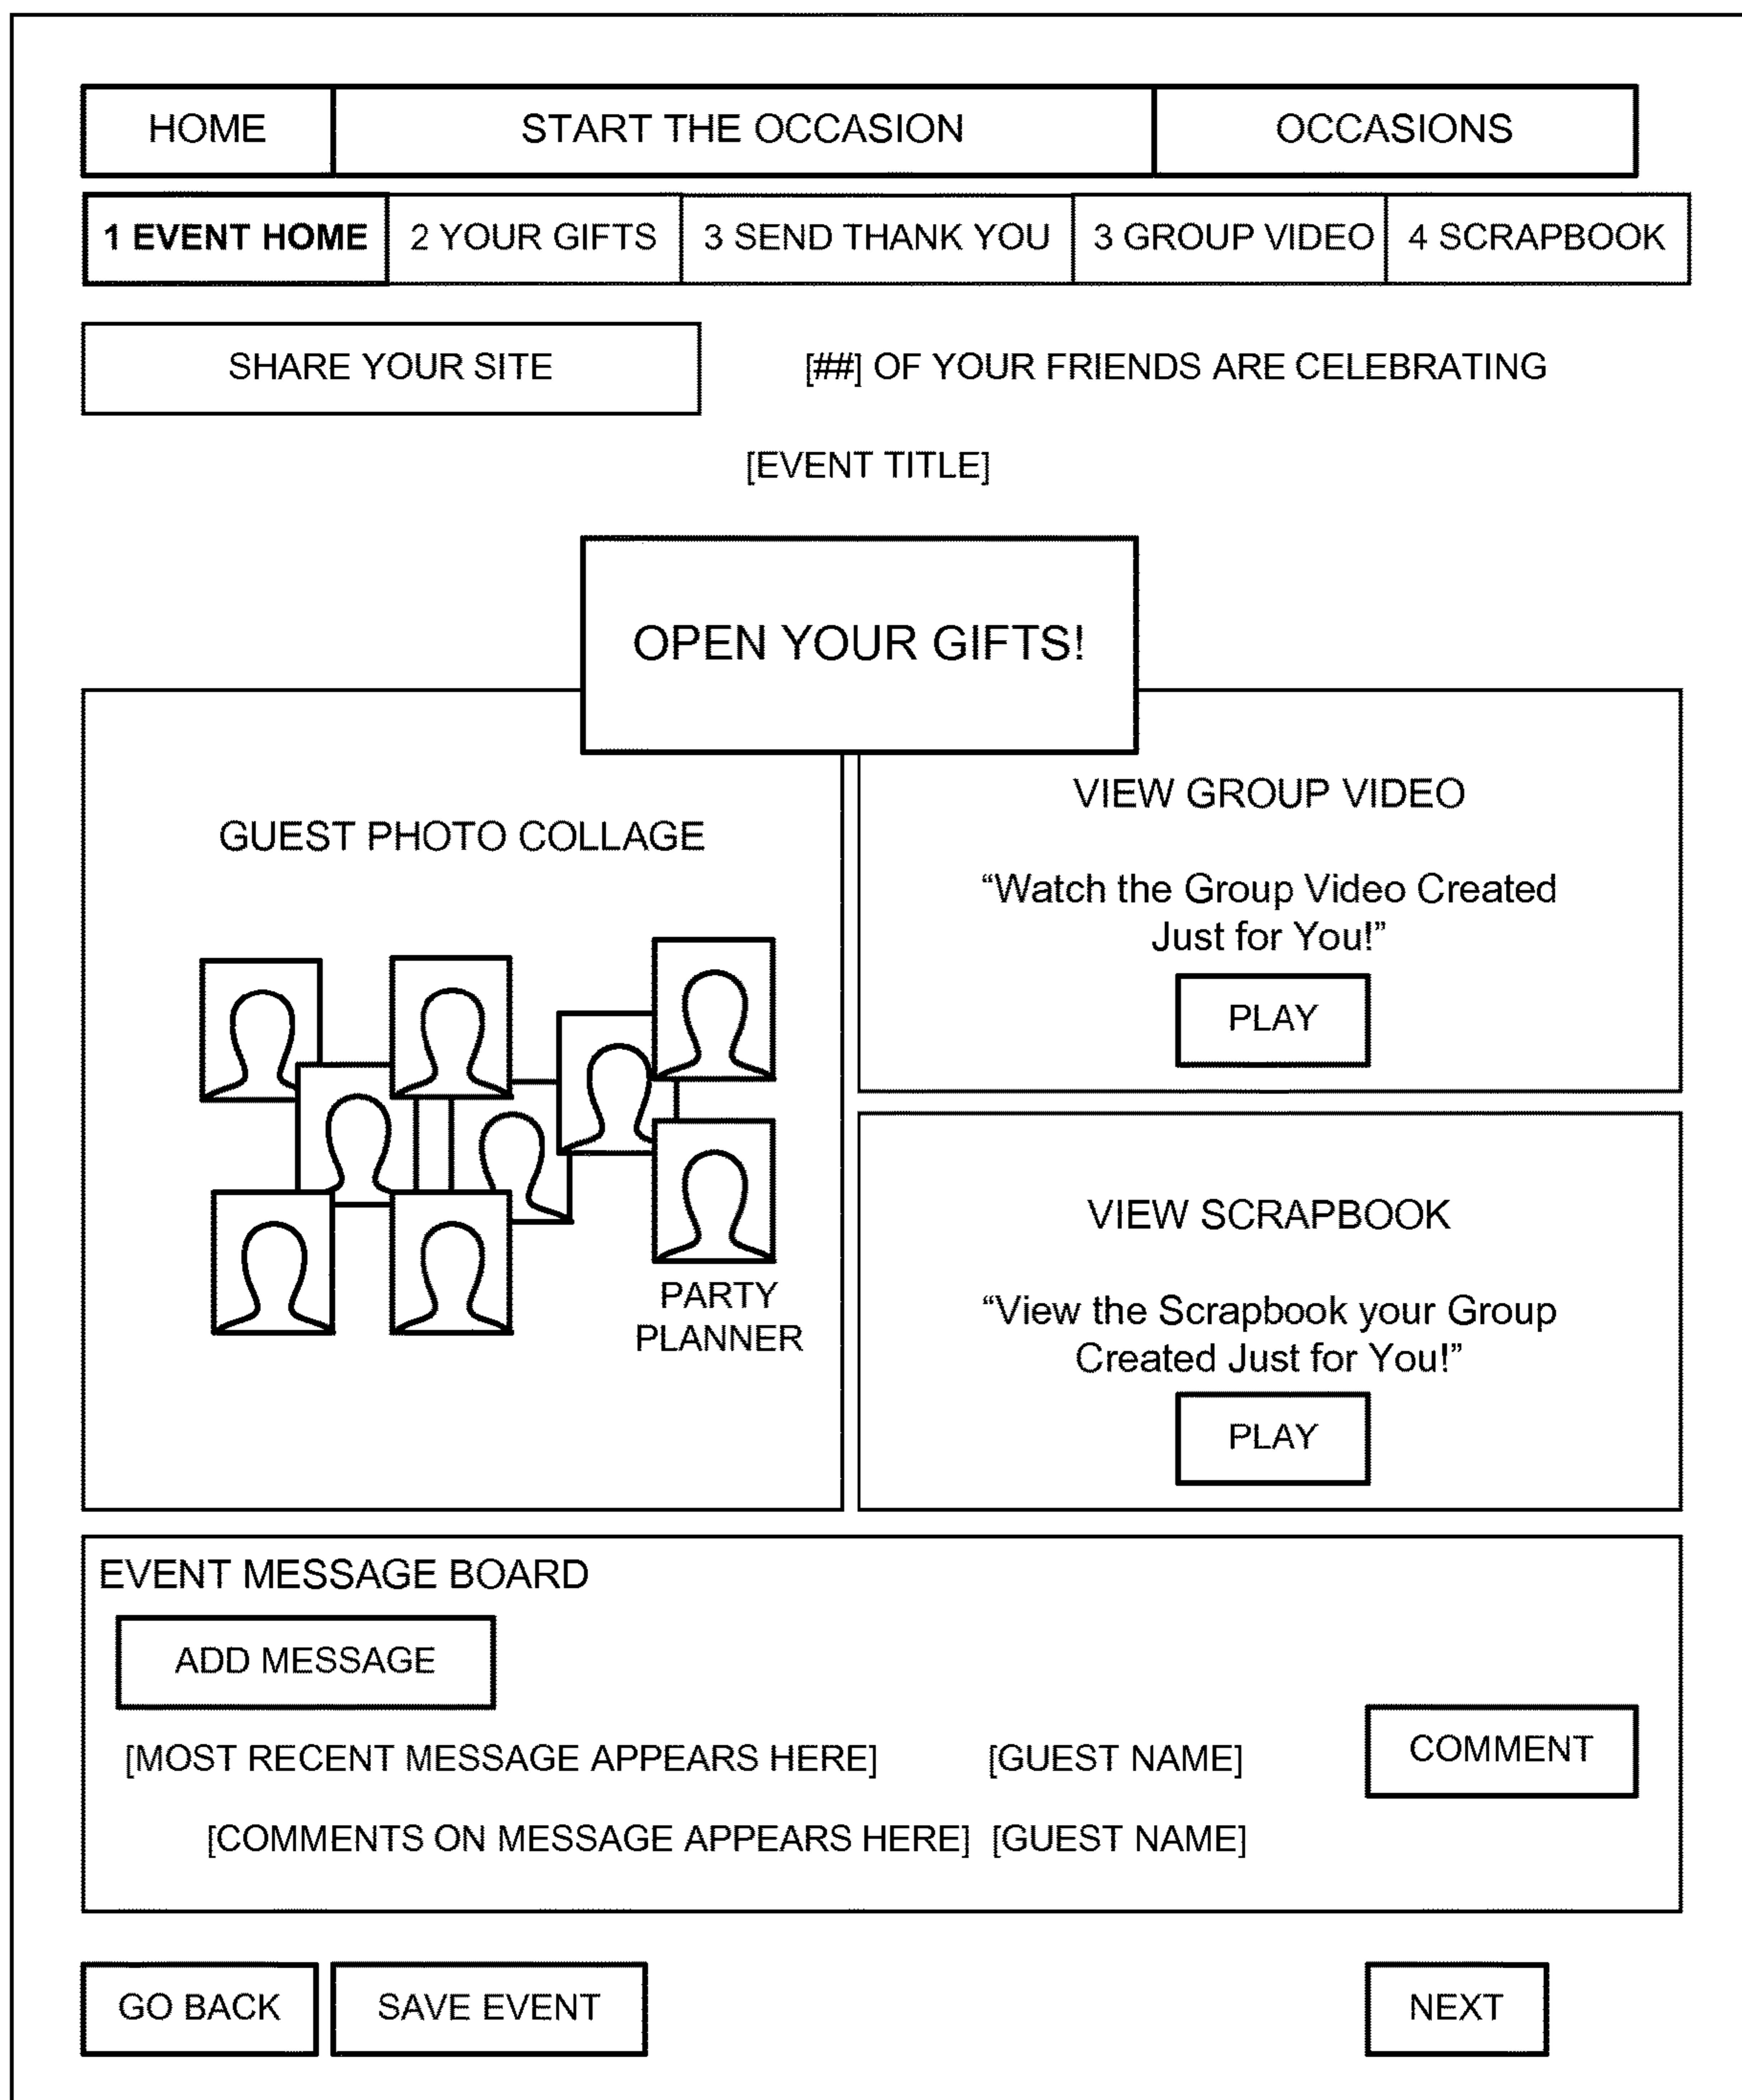 HOME START THE OCCASION OCCASIONS
1 EVENT HOME 2 YOUR GIFTS 3 SEND THANK YOU 3 GROUP VIDEO 4 SCRAPBOOK
SHARE YOUR SITE [##] OF YOUR FRIENDS ARE CELEBRATING
[EVENT TITLE]
OPEN YOUR GIFTS!
GUEST PHOTO COLLAGE
PARTY
PLANNER
VIEW GROUP VIDEO
“Watch the Group Video Created
Just for You!”
PLAY
VIEW SCRAPBOOK
“View the Scrapbook your Group
Created Just for You!”
PLAY
EVENT MESSAGE BOARD
ADD MESSAGE
[MOST RECENT MESSAGE APPEARS HERE] [GUEST NAME] COMMENT
[COMMENTS ON MESSAGE APPEARS HERE] [GUEST NAME]
GO BACK SAVE EVENT NEXT